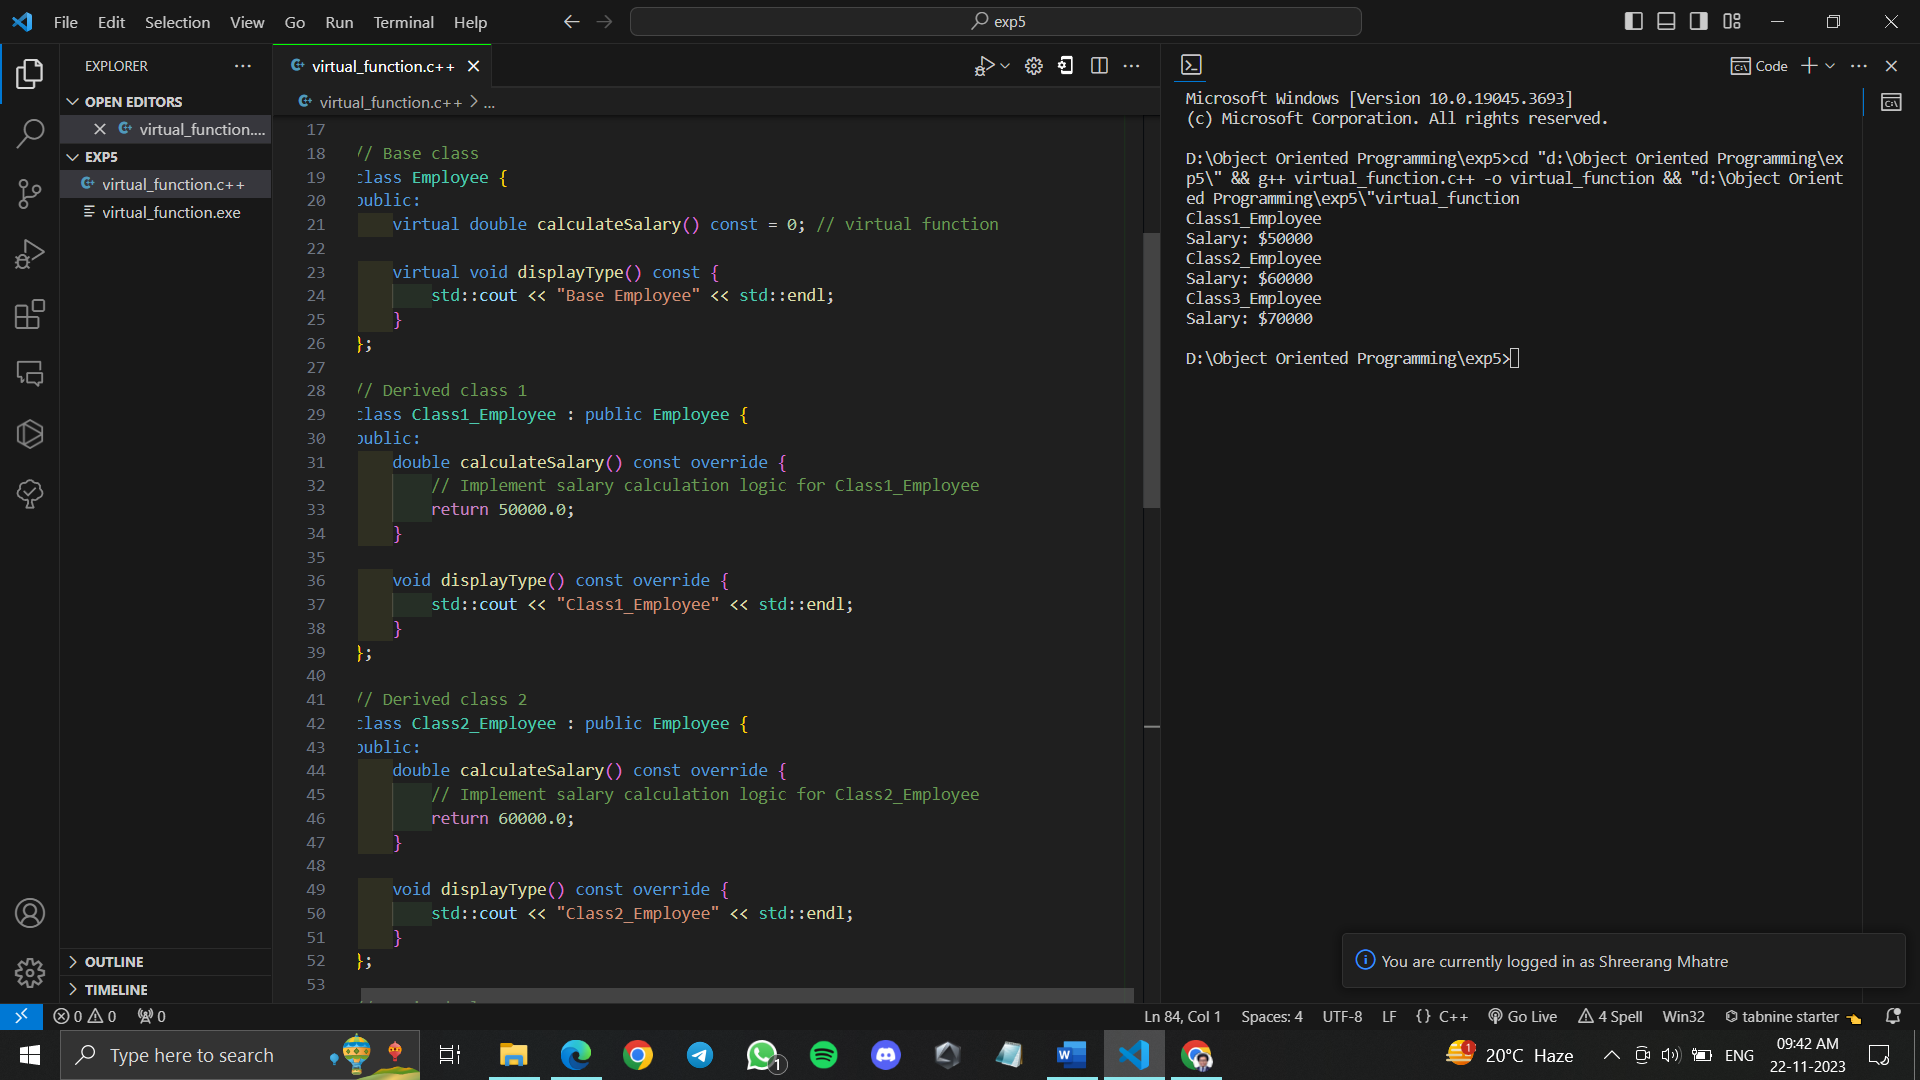 File Edit Selection View Go Run Terminal Help
exp5
EXPLORER
OPEN EDITORS
virtual_function....
EXP5
virtual_function.c++
virtual_function.exe
OUTLINE
TIMELINE
virtual_function.c++
virtual_function.c++ > ...
17
18 // Base class
19 class Employee {
20 public:
21 virtual double calculateSalary() const = 0; // virtual function
22
23 virtual void displayType() const {
24 std::cout << "Base Employee" << std::endl;
25 }
26 };
27
28 // Derived class 1
29 class Class1_Employee : public Employee {
30 public:
31 double calculateSalary() const override {
32 // Implement salary calculation logic for Class1_Employee
33 return 50000.0;
34 }
35
36 void displayType() const override {
37 std::cout << "Class1_Employee" << std::endl;
38 }
39 };
40
41 // Derived class 2
42 class Class2_Employee : public Employee {
43 public:
44 double calculateSalary() const override {
45 // Implement salary calculation logic for Class2_Employee
46 return 60000.0;
47 }
48
49 void displayType() const override {
50 std::cout << "Class2_Employee" << std::endl;
51 }
52 };
53
Code
Microsoft Windows [Version 10.0.19045.3693]
(c) Microsoft Corporation. All rights reserved.
D:\Object Oriented Programming\exp5>cd "d:\Object Oriented Programming\ex
p5\" && g++ virtual_function.c++ -o virtual_function && "d:\Object Orient
ed Programming\exp5\"virtual_function
Class1_Employee
Salary: $50000
Class2_Employee
Salary: $60000
Class3_Employee
Salary: $70000
D:\Object Oriented Programming\exp5>
You are currently logged in as Shreerang Mhatre
0 0 0
Ln 84, Col 1 Spaces: 4 UTF-8 LF {} C++ Go Live 4 Spell Win32 tabnine starter
Type here to search
1
1
20°C Haze
ENG
09:42 AM
22-11-2023